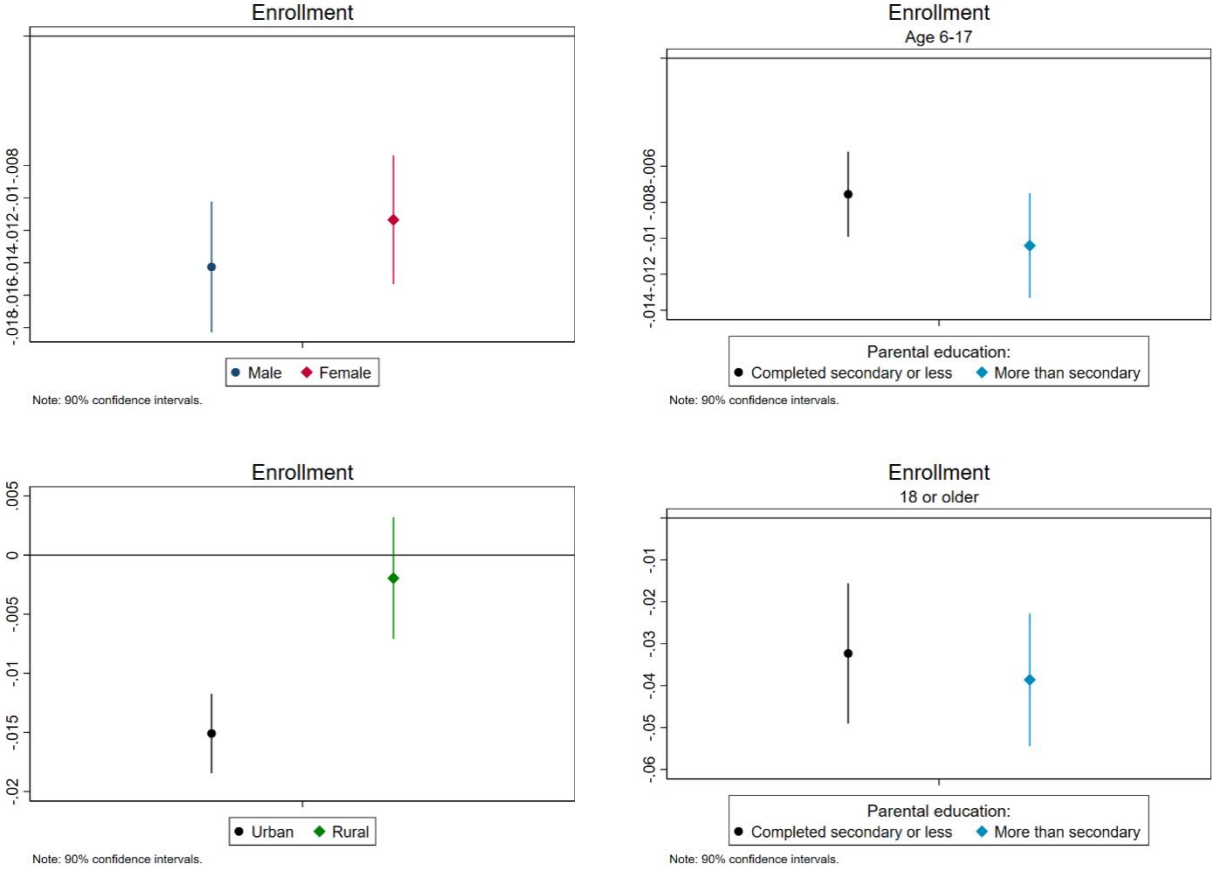 Enrollment
-.018-.016-.014-.012-.01-.008
Male Female
Note: 90% confidence intervals.
Enrollment
Age 6-17
-.014-.012-.01-.008-.006
Parental education:
Completed secondary or less More than secondary
Note: 90% confidence intervals.
Enrollment
-.02 -.015 -.01 -.005 0 .005
Urban Rural
Note: 90% confidence intervals.
Enrollment
18 or older
-.06 -.05 -.04 -.03 -.02 -.01
Parental education:
Completed secondary or less More than secondary
Note: 90% confidence intervals.